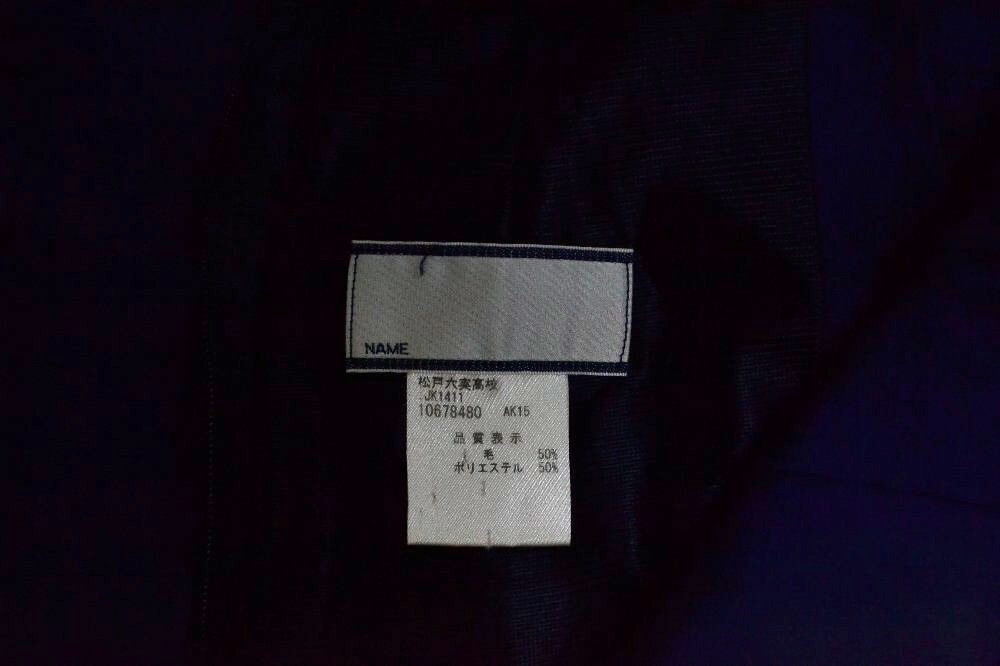 NAME
松戸六実高校
.JK1411
10678480 AK15
品質表示
毛 50%
ポリエステル 50%